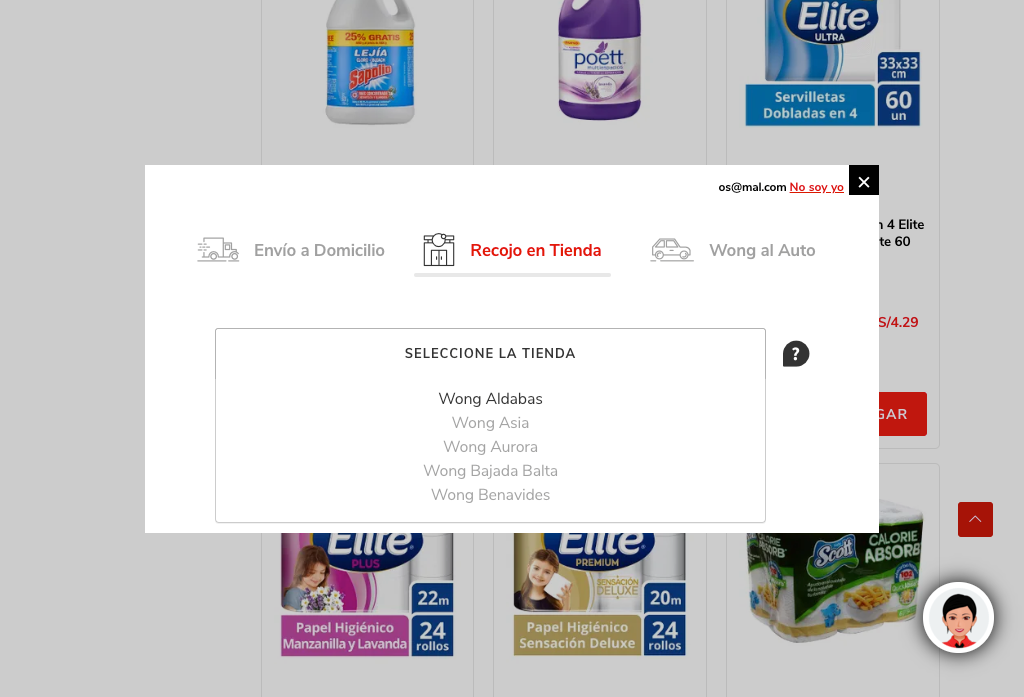 25% GRATIS
LEJÍA
Sapolio
poett
Elite
ULTRA
33x33
cm
Servilletas
Dobladas en 4
60
un
os@mal.com No soy yo
Envío a Domicilio
Recojo en Tienda
Wong al Auto
n 4 Elite
te 60
S/4.29
GAR
SELECCIONE LA TIENDA
?
Wong Aldabas
Wong Asia
Wong Aurora
Wong Bajada Balta
Wong Benavides
Elite
PLUS
22m
Papel Higiénico
Manzanilla y Lavanda
24
rollos
Elite
PREMIUM
SENSACIÓN
DELUXE
20m
Papel Higiénico
Sensación Deluxe
24
rollos
CALORIE
ABSORB
Scott
CALORIE
ABSORB